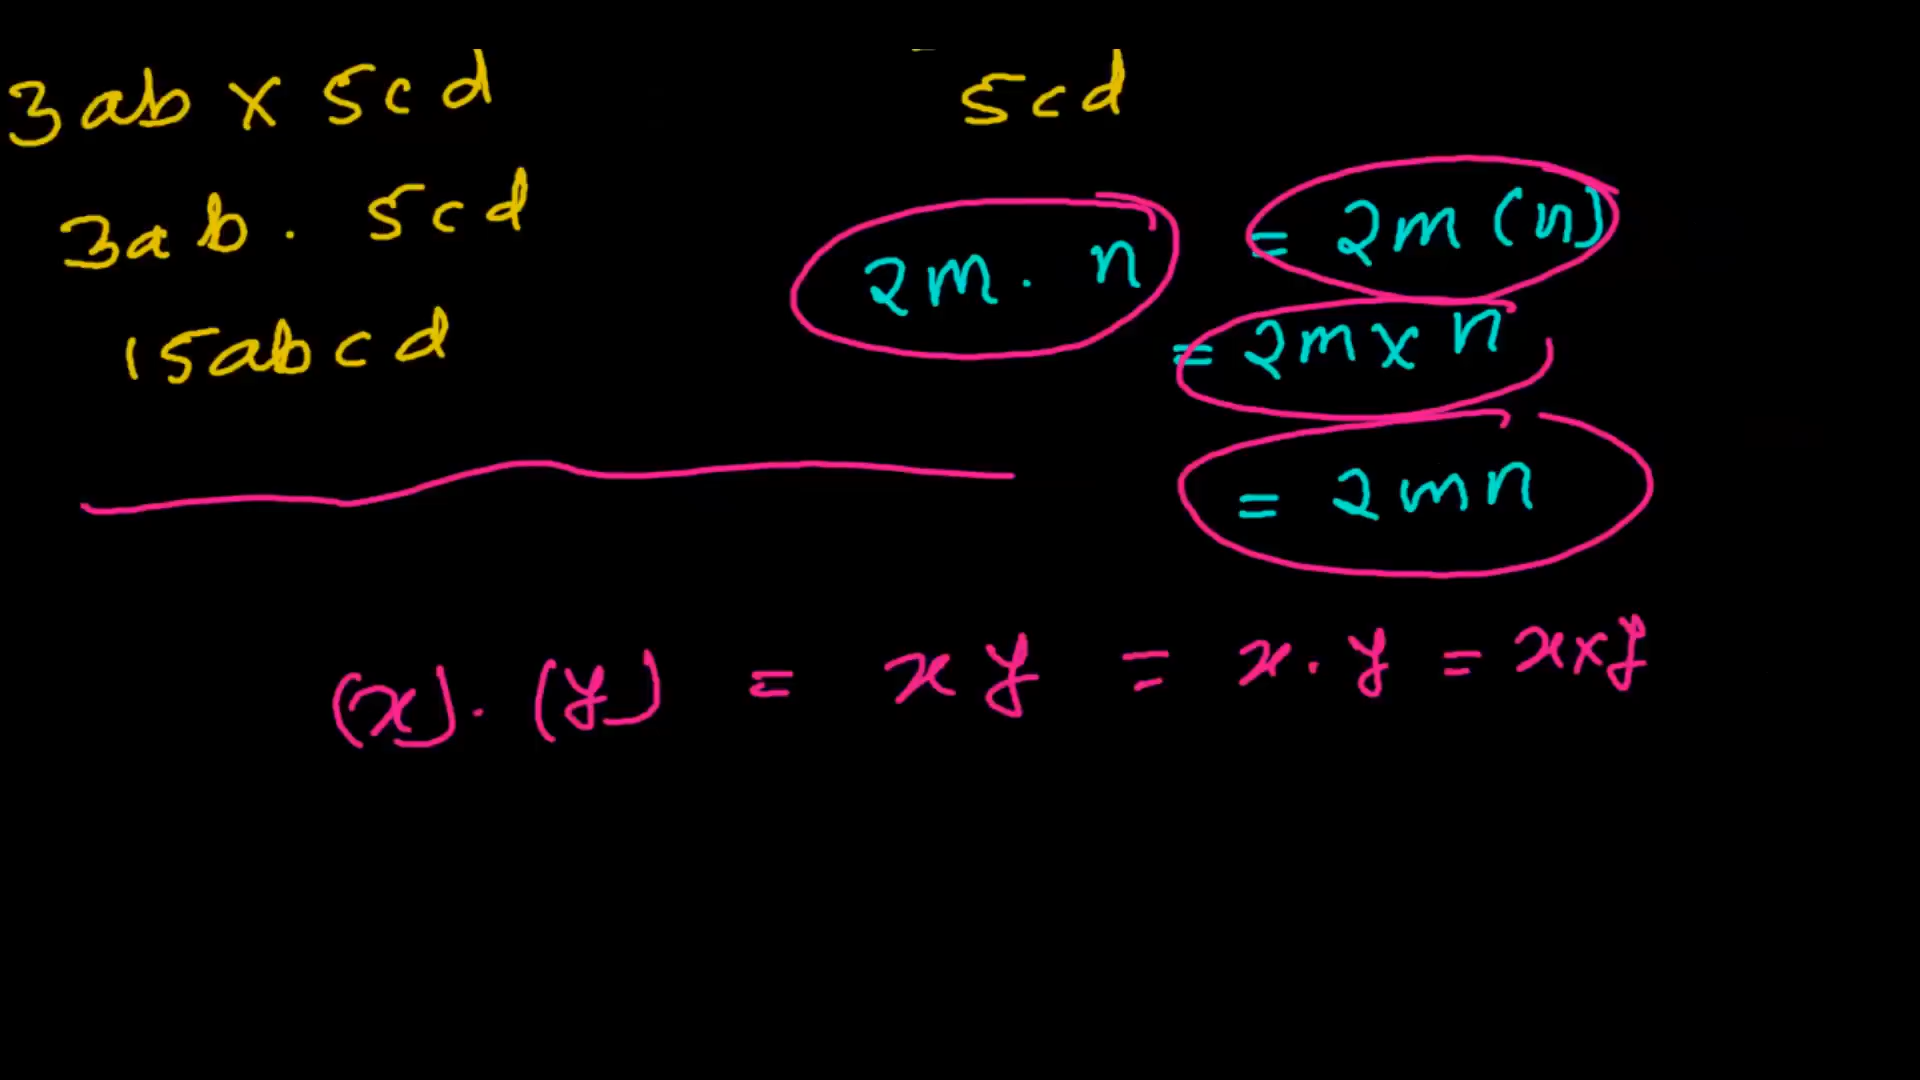 3ab x 5cd
5cd
3ab . 5cd
15abcd
2m . n = 2m (n)
= 2m x n
= 2mn
(x) . (y) = xy = x . y = x x y